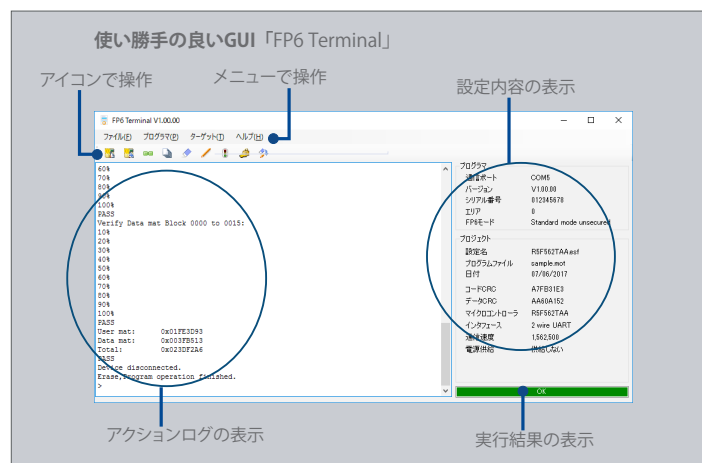 使い勝手の良いGUI「FP6 Terminal」
アイコンで操作
メニューで操作
設定内容の表示
FP6 Terminal V1.00.00
ファイル(F) プログラマ(P) ターゲット(T) ヘルプ(H)
60%
70%
80%
90%
100%
PASS
Verify Data mat Block 0000 to 0015:
10%
20%
30%
40%
50%
60%
70%
80%
90%
100%
PASS
User mat: 0x01FE3D93
Data mat: 0x003FB513
Total: 0x023DF2A6
PASS
Device disconnected.
Erase,Program operation finished.
>
プログラマ
通信ポート COM5
バージョン V1.00.00
シリアル番号 012345678
エリア 0
FP6モード Standard mode unsecured
プロジェクト
設定名 R5F562TAA.esf
プログラムファイル sample.mot
日付 07/06/2017
コードCRC A7FB31E3
データCRC AA60A152
マイクロコントローラ R5F562TAA
インタフェース 2 wire UART
通信速度 1,562,500
電源供給 供給しない
OK
アクションログの表示
実行結果の表示